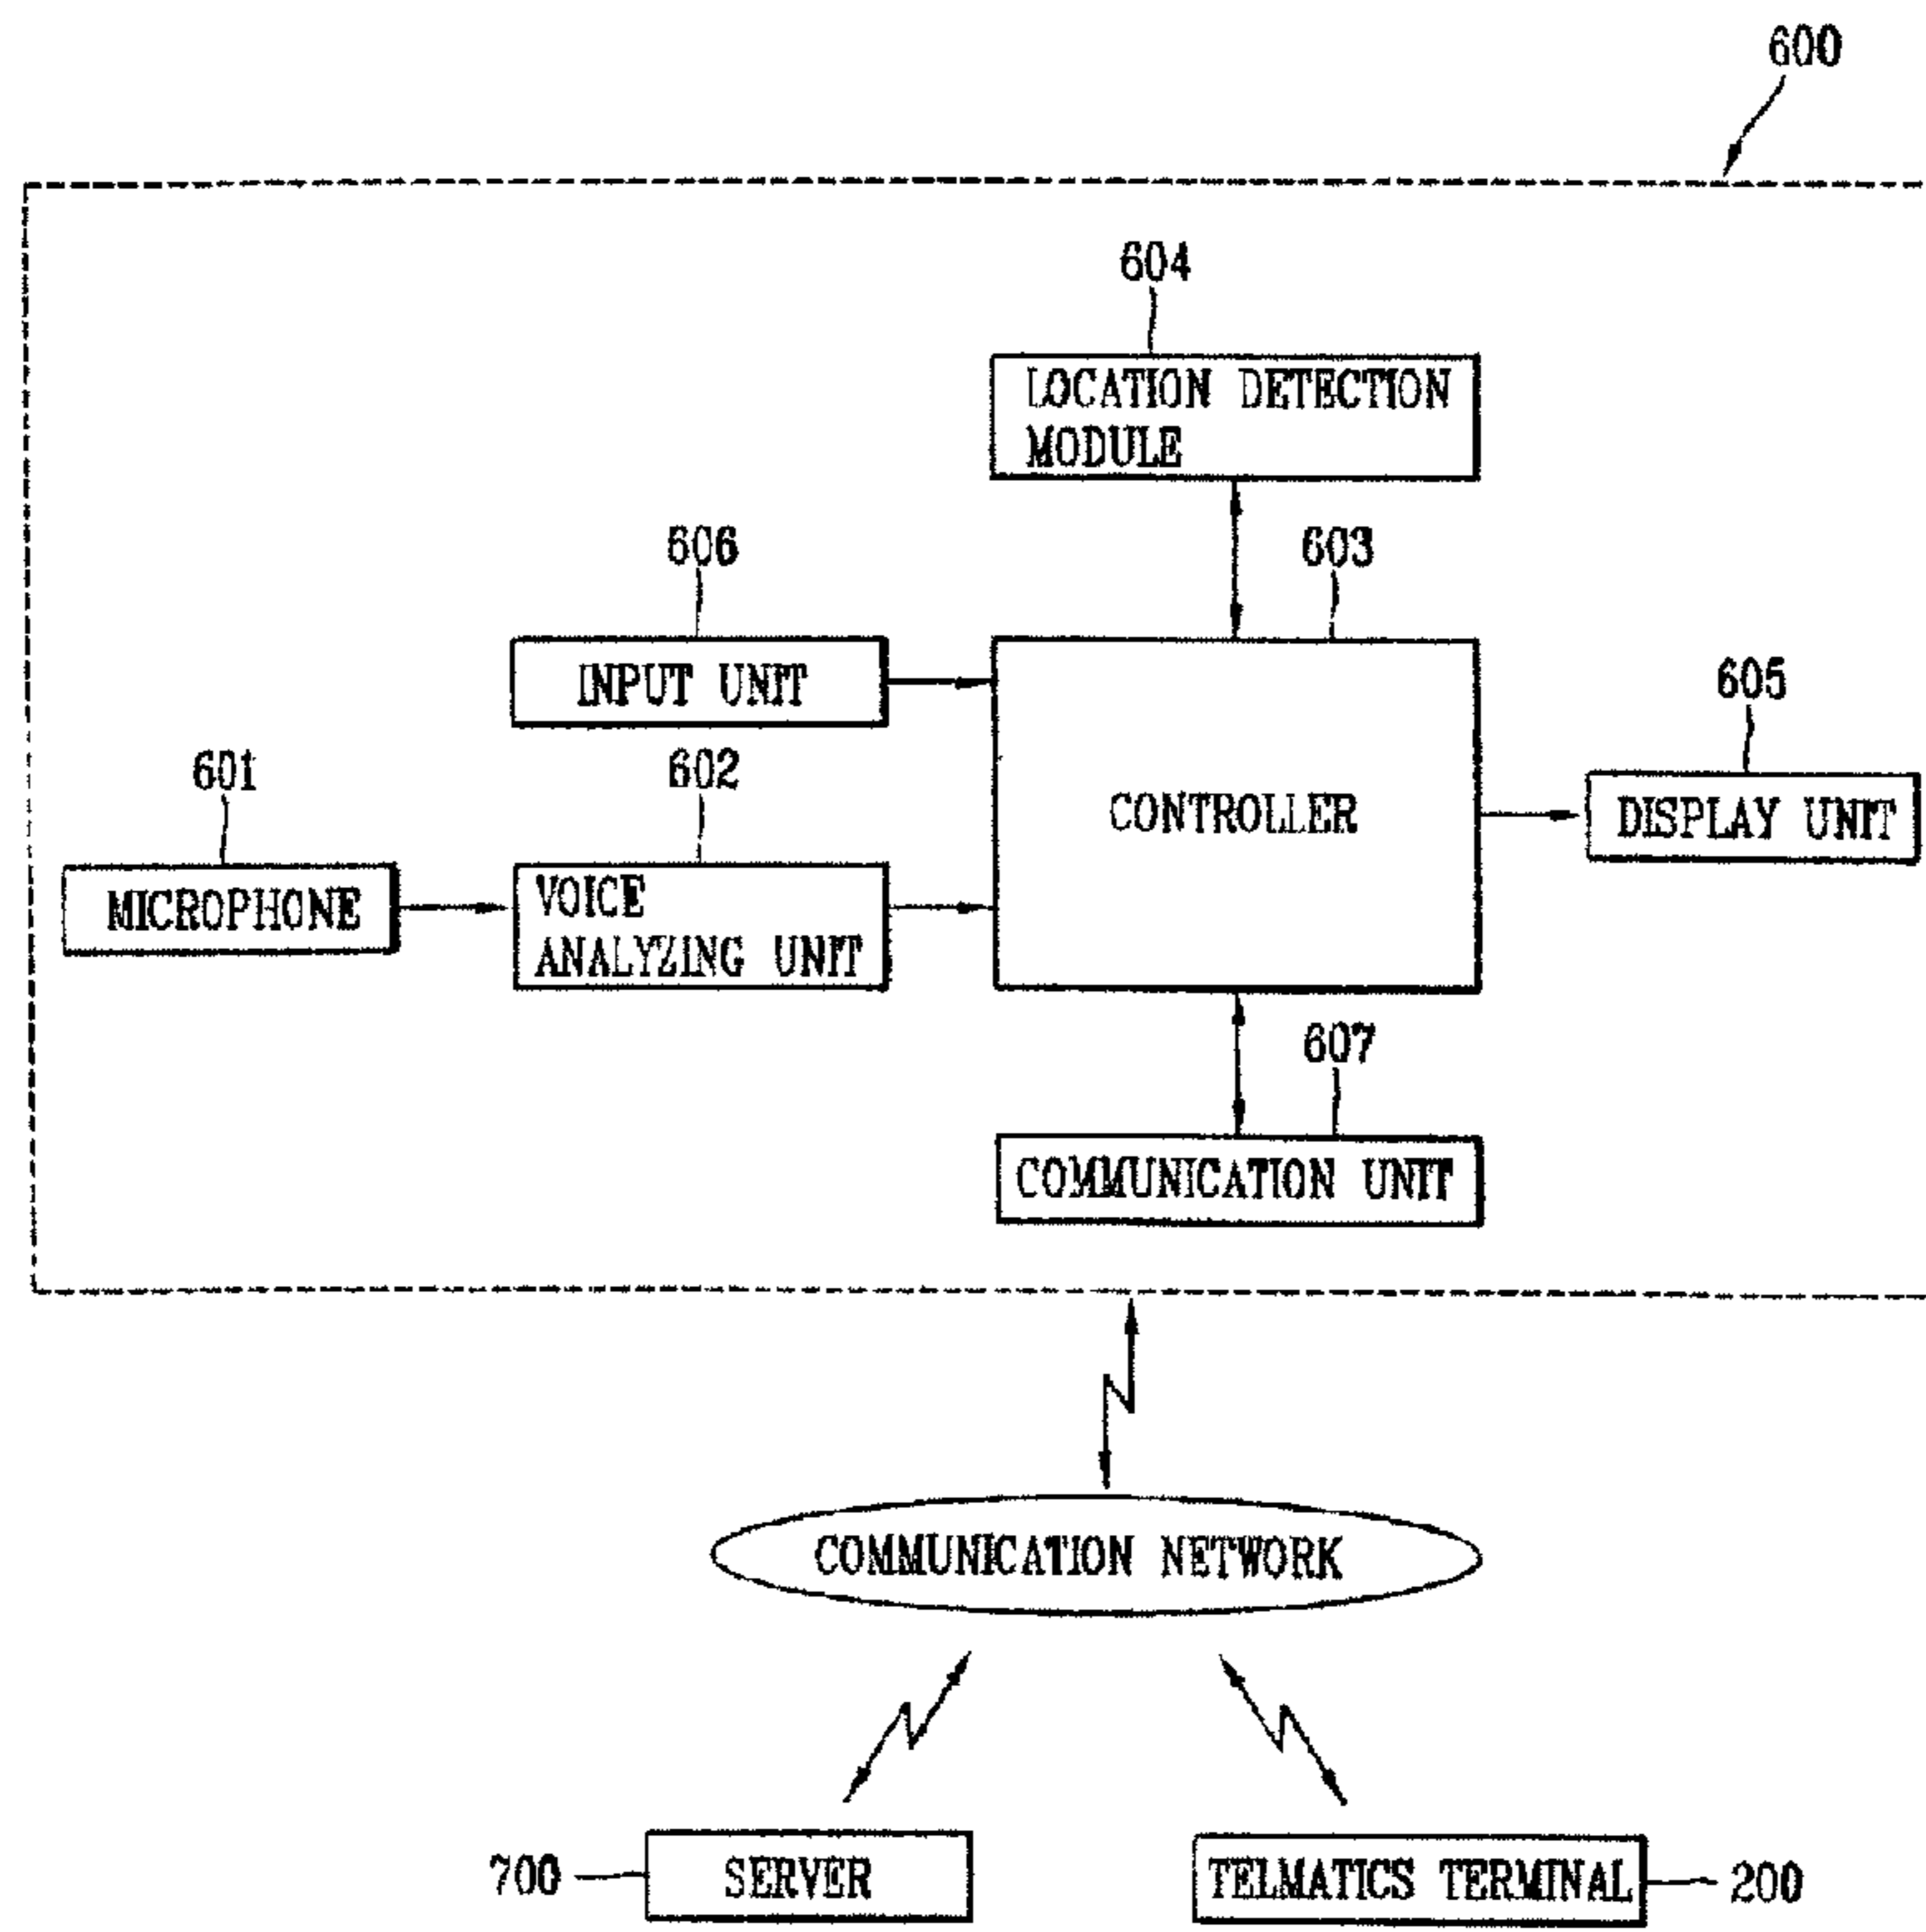 600
604
LOCATION DETECTION
MODULE
606
603
INPUT UNIT
605
601
602
CONTROLLER
DISPLAY UNIT
MICROPHONE
VOICE
ANALYZING UNIT
607
COMMUNICATION UNIT
COMMUNICATION NETWORK
700
SERVER
TELMATICS TERMINAL
200